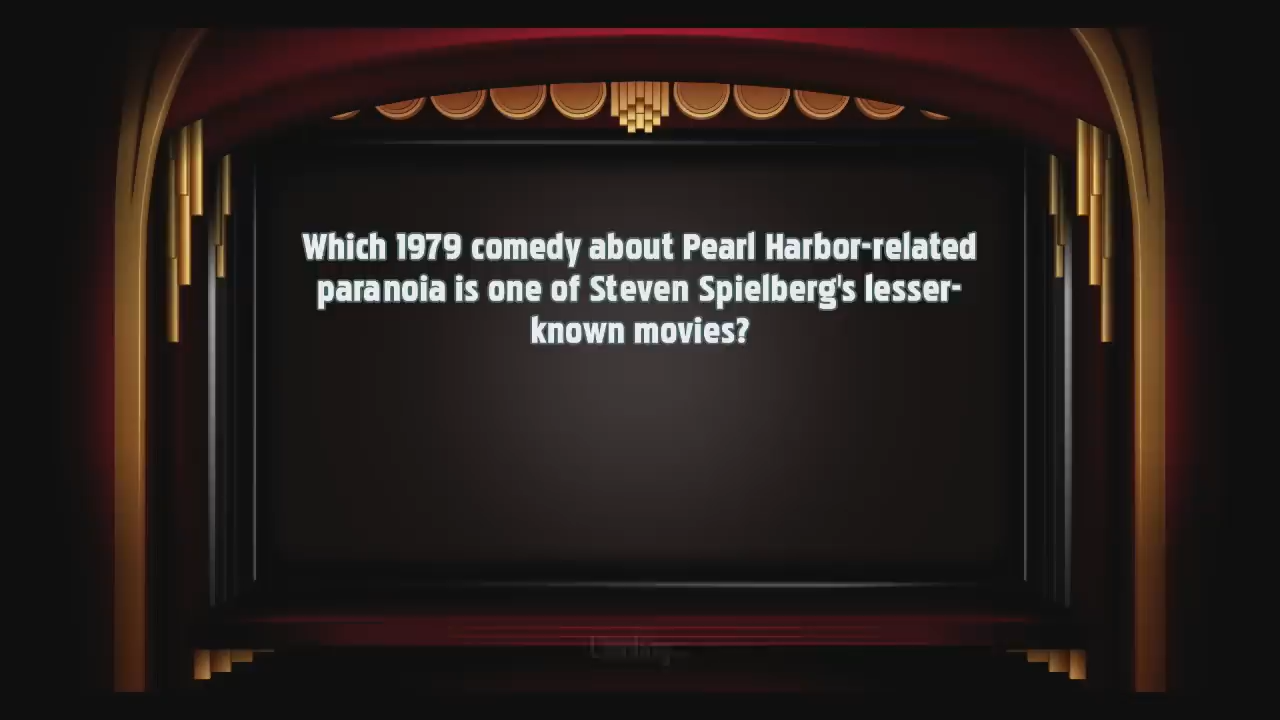 Which 1979 comedy about Pearl Harbor-related
paranoia is one of Steven Spielberg's lesser-
known movies?